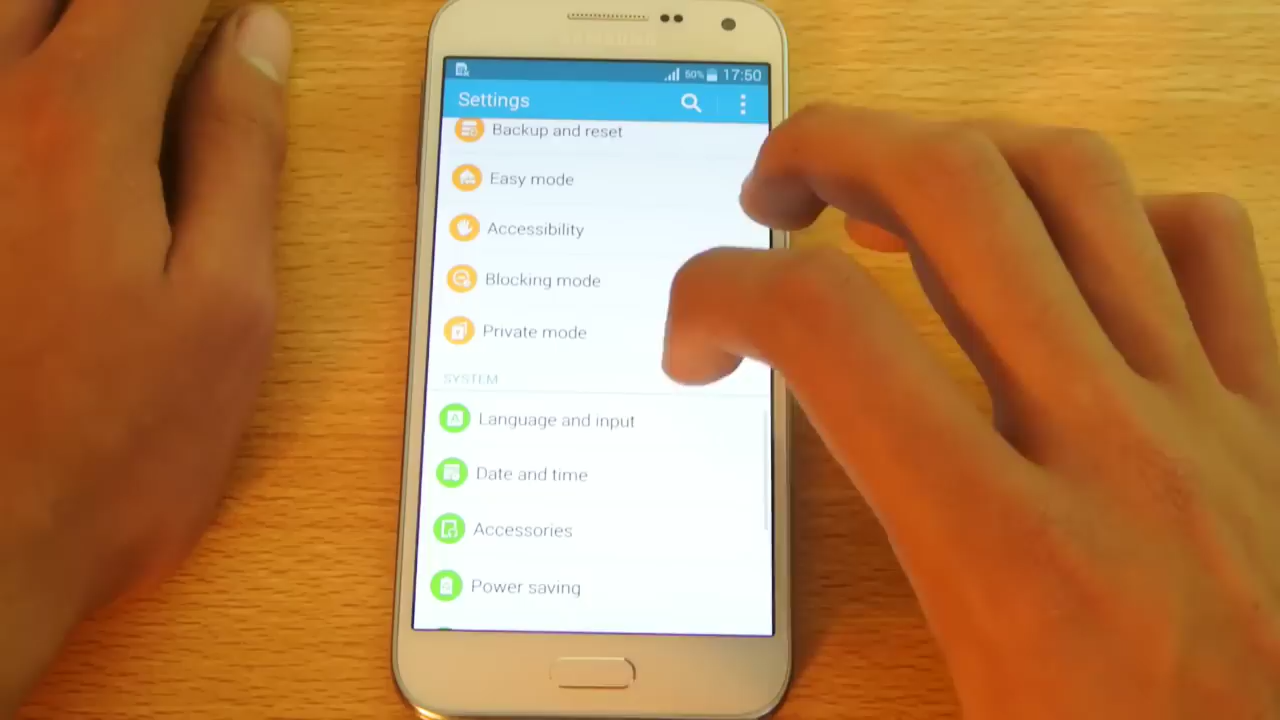 SAMSUNG
50% 17:50
Settings
Backup and reset
Easy mode
Accessibility
Blocking mode
Private mode
SYSTEM
Language and input
Date and time
Accessories
Power saving